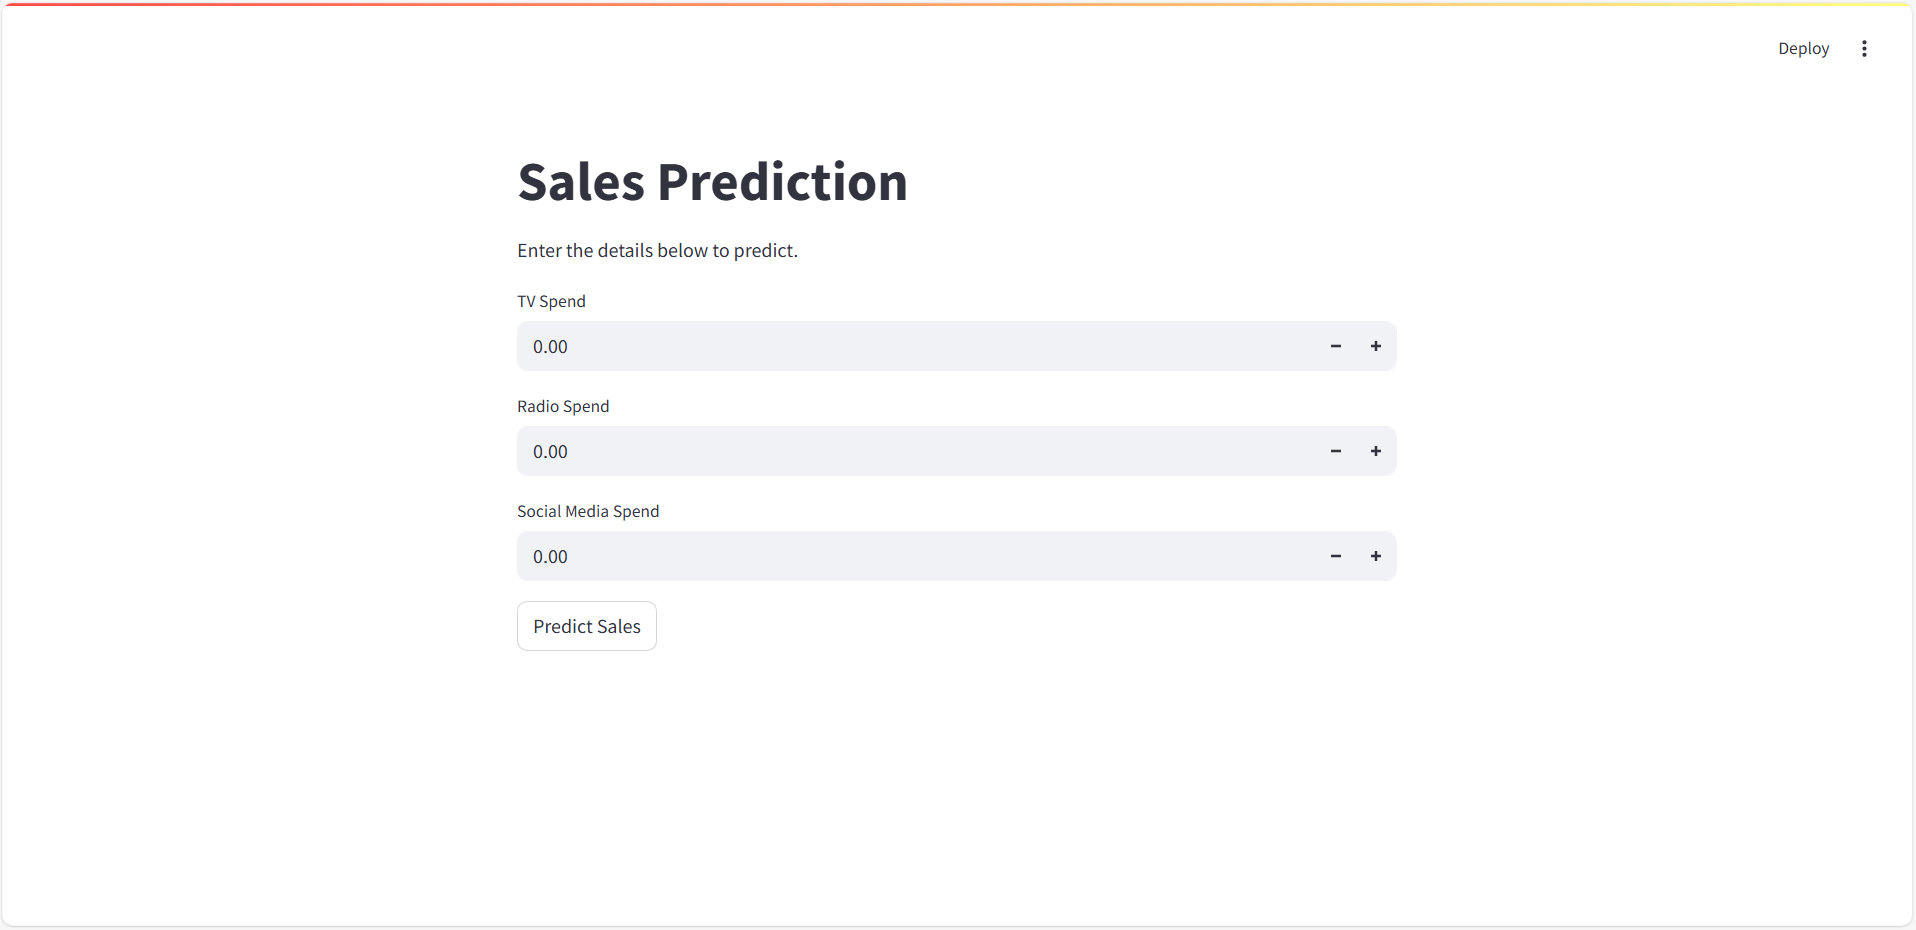 Deploy
Sales Prediction
Enter the details below to predict.
TV Spend
0.00
Radio Spend
0.00
Social Media Spend
0.00
Predict Sales